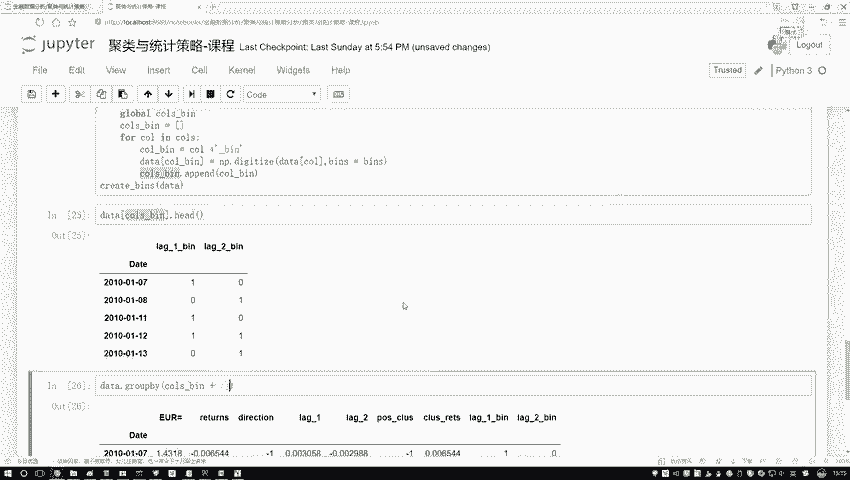 jupyter 聚类与统计策略-课程 Last Checkpoint: Last Sunday at 5:54 PM (unsaved changes)
Logout
File Edit View Insert Cell Kernel Widgets Help
Trusted Python 3
Code
global cols_bin
cols_bin = []
for col in cols:
col_bin = col + '_bin'
data[col_bin] = np.digitize(data[col],bins = bins)
cols_bin.append(col_bin)
create_bins(data)
In [25]: data[cols_bin].head()
Out[25]:
lag_1_bin lag_2_bin
Date
2010-01-07 1 0
2010-01-08 0 1
2010-01-11 1 0
2010-01-12 1 1
2010-01-13 0 1
In [26]: data.groupby(cols_bin +
Out[26]:
EUR= returns direction lag_1 lag_2 pos_clus clus_rets lag_1_bin lag_2_bin
Date
2010-01-07 1.4318 -0.006544 -1 0.003058 -0.002988 -1 0.006544 1 0